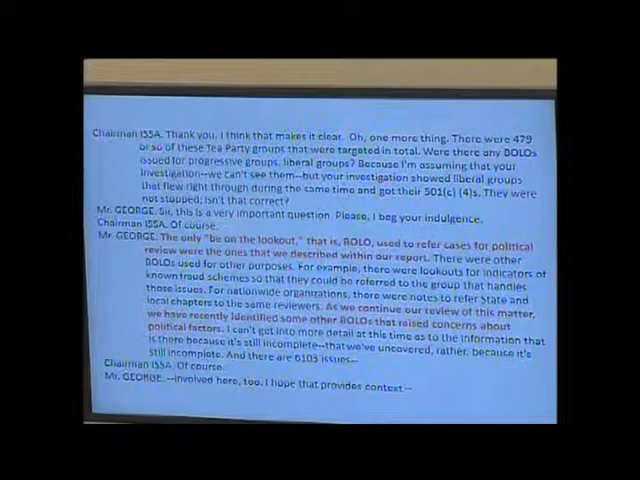 Chairman ISSA. Thank you. I think that makes it clear. Oh, one more thing. There were 479
or so of these Tea Party groups that were targeted in total. Were there any BOLOs
issued for progressive groups, liberal groups? Because I'm assuming that your
investigation--we can't see them--but your investigation showed liberal groups
that flew right through during the same time and got their 501(c) (4)s. They were
not stopped; isn't that correct?
Mr. GEORGE. Sir, this is a very important question. Please, I beg your indulgence.
Chairman ISSA. Of course.
Mr. GEORGE. The only "be on the lookout," that is, BOLO, used to refer cases for political
review were the ones that we described within our report. There were other
BOLOs used for other purposes. For example, there were lookouts for indicators of
known fraud schemes so that they could be referred to the group that handles
those issues. For nationwide organizations, there were notes to refer State and
local chapters to the same reviewers. As we continue our review of this matter,
we have recently identified some other BOLOs that raised concerns about
political factors. I can't get into more detail at this time as to the information that
is there because it's still incomplete--that we've uncovered, rather, because it's
still incomplete. And there are 6103 issues--
Chairman ISSA. Of course.
Mr. GEORGE. --involved here, too. I hope that provides context--